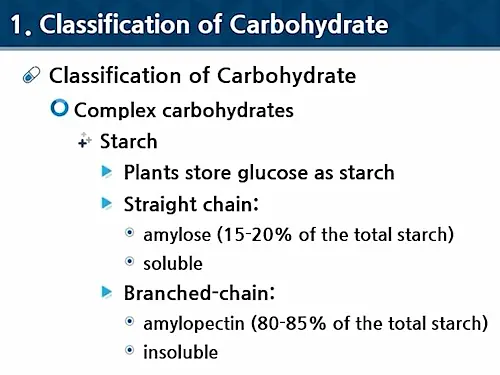 1. Classification of Carbohydrate
Classification of Carbohydrate
Complex carbohydrates
Starch
Plants store glucose as starch
Straight chain:
amylose (15-20% of the total starch)
soluble
Branched-chain:
amylopectin (80-85% of the total starch)
insoluble